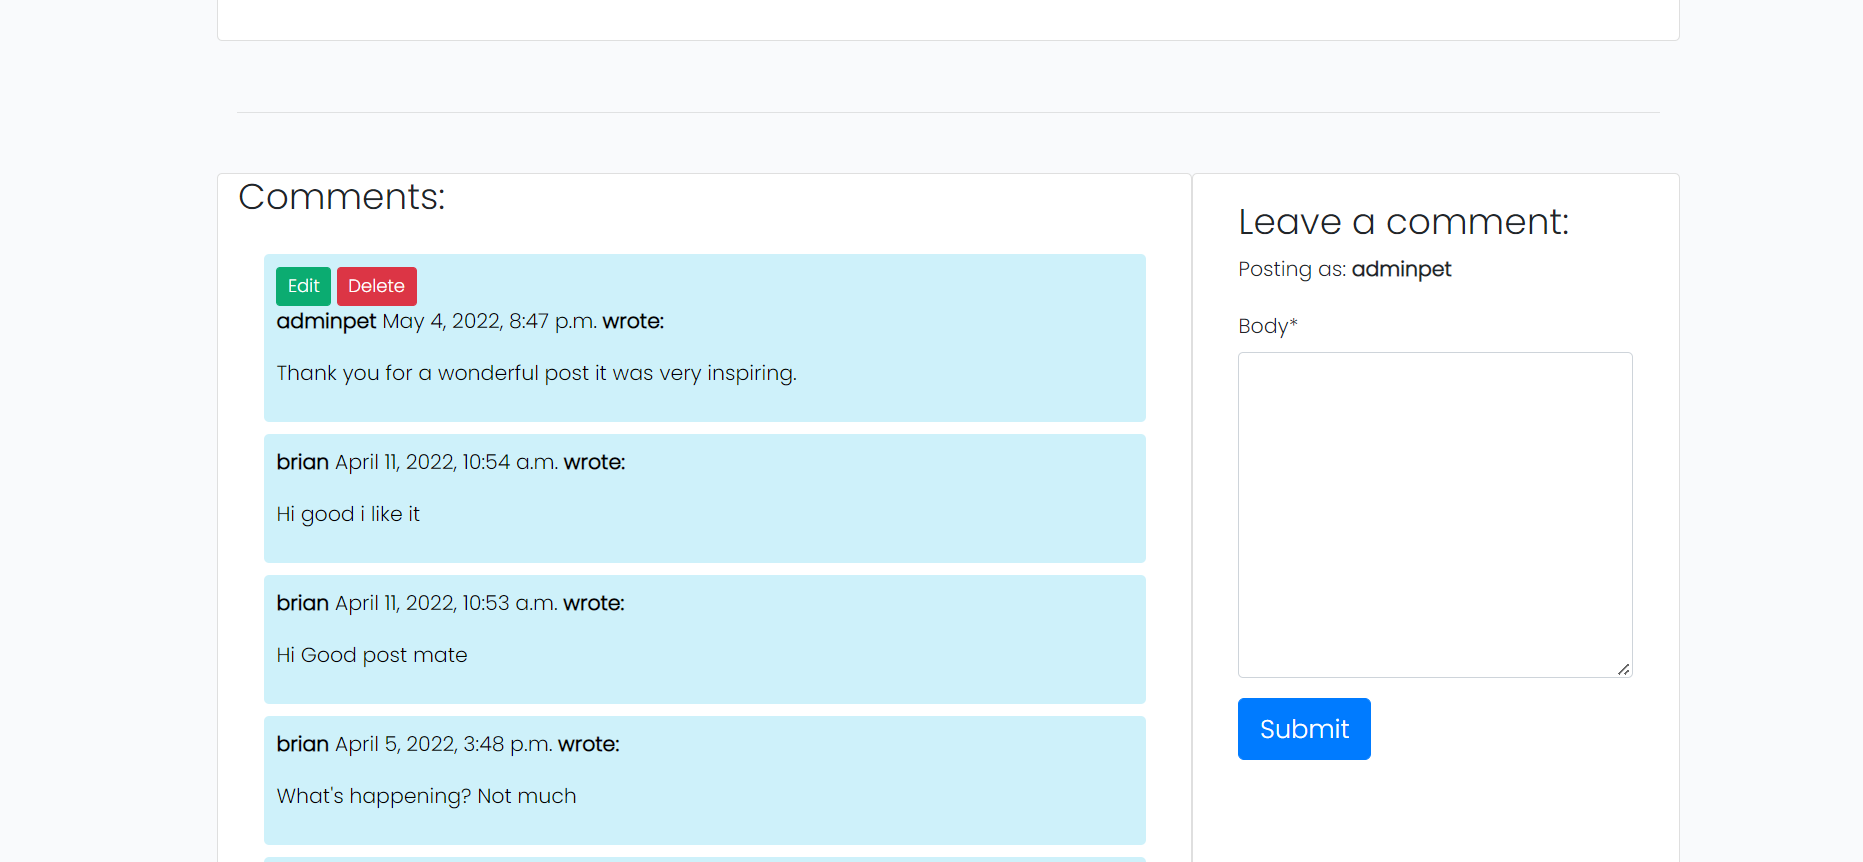 Comments:
Edit Delete
adminpet May 4, 2022, 8:47 p.m. wrote:
Thank you for a wonderful post it was very inspiring.
brian April 11, 2022, 10:54 a.m. wrote:
Hi good i like it
brian April 11, 2022, 10:53 a.m. wrote:
Hi Good post mate
brian April 5, 2022, 3:48 p.m. wrote:
What's happening? Not much
Leave a comment:
Posting as: adminpet
Body*
Submit